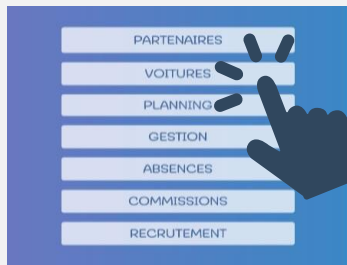 PARTENAIRES
VOITURES
PLANNING
GESTION
ABSENCES
COMMISSIONS
RECRUTEMENT